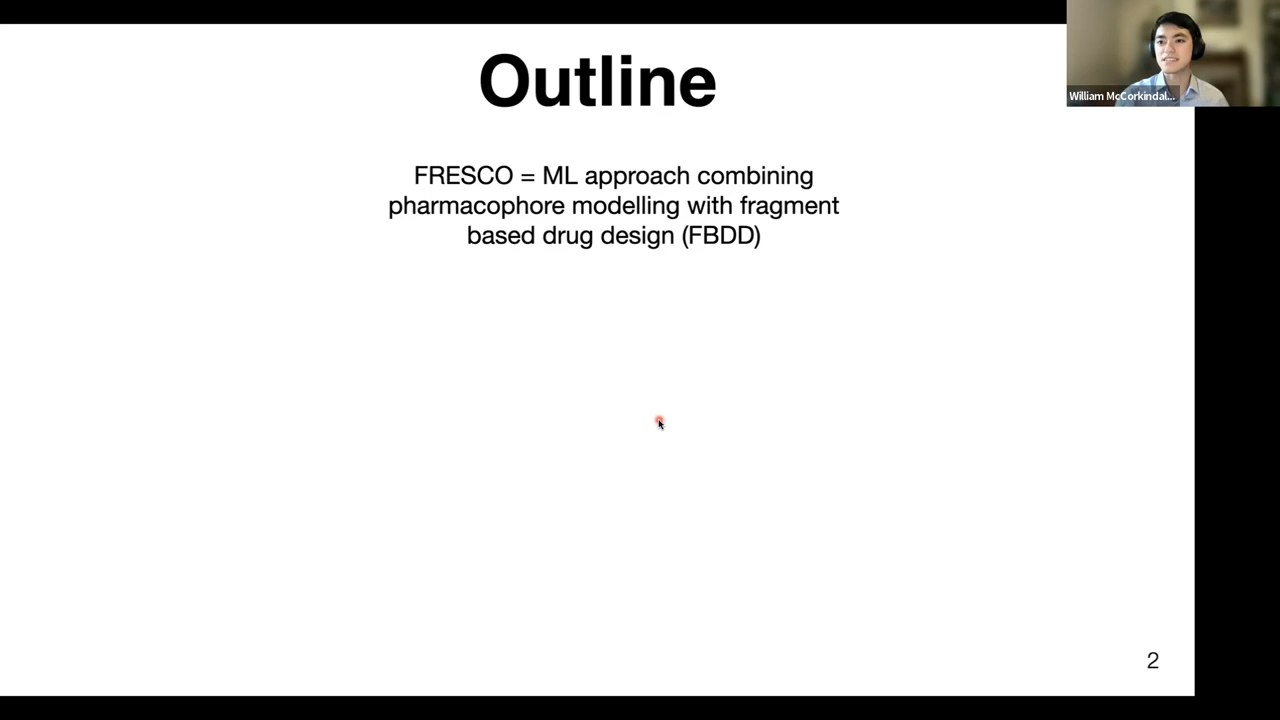 Outline
William McCorkindal...
FRESCO = ML approach combining
pharmacophore modelling with fragment
based drug design (FBDD)
2